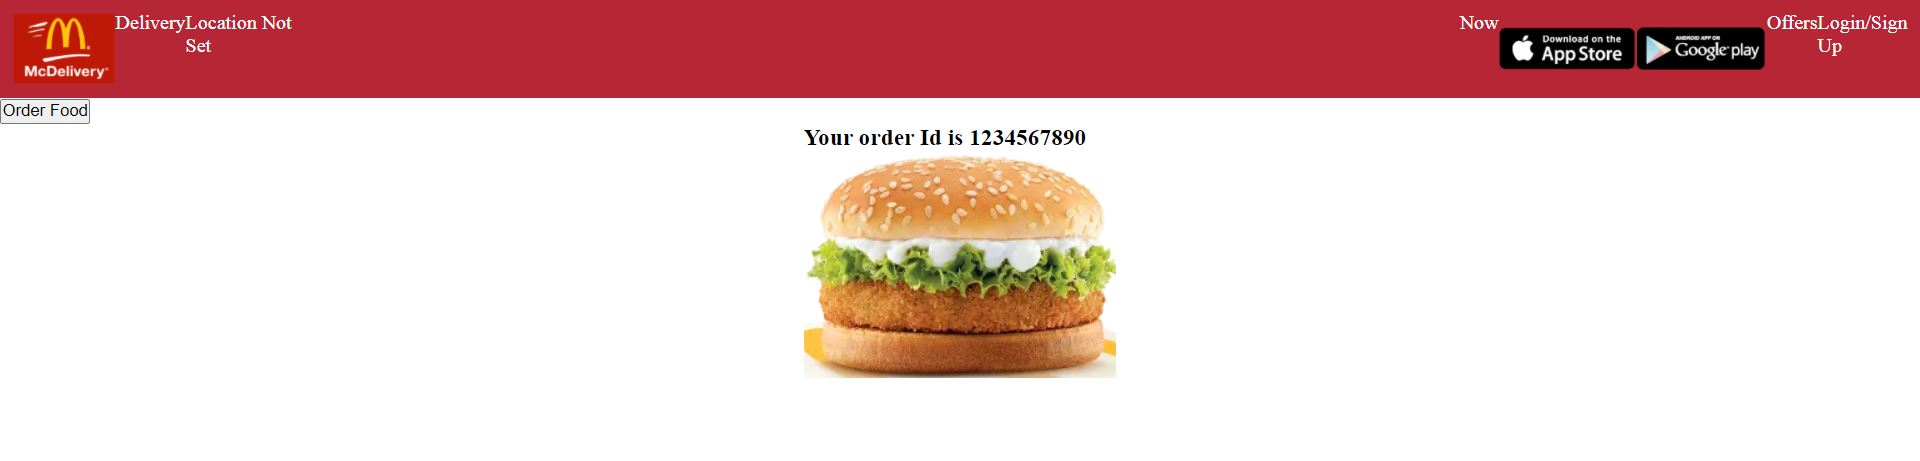 McDelivery
DeliveryLocation Not
Set
Now
Download on the
App Store
ANDROID APP ON
Google play
OffersLogin/Sign
Up
Order Food
Your order Id is 1234567890